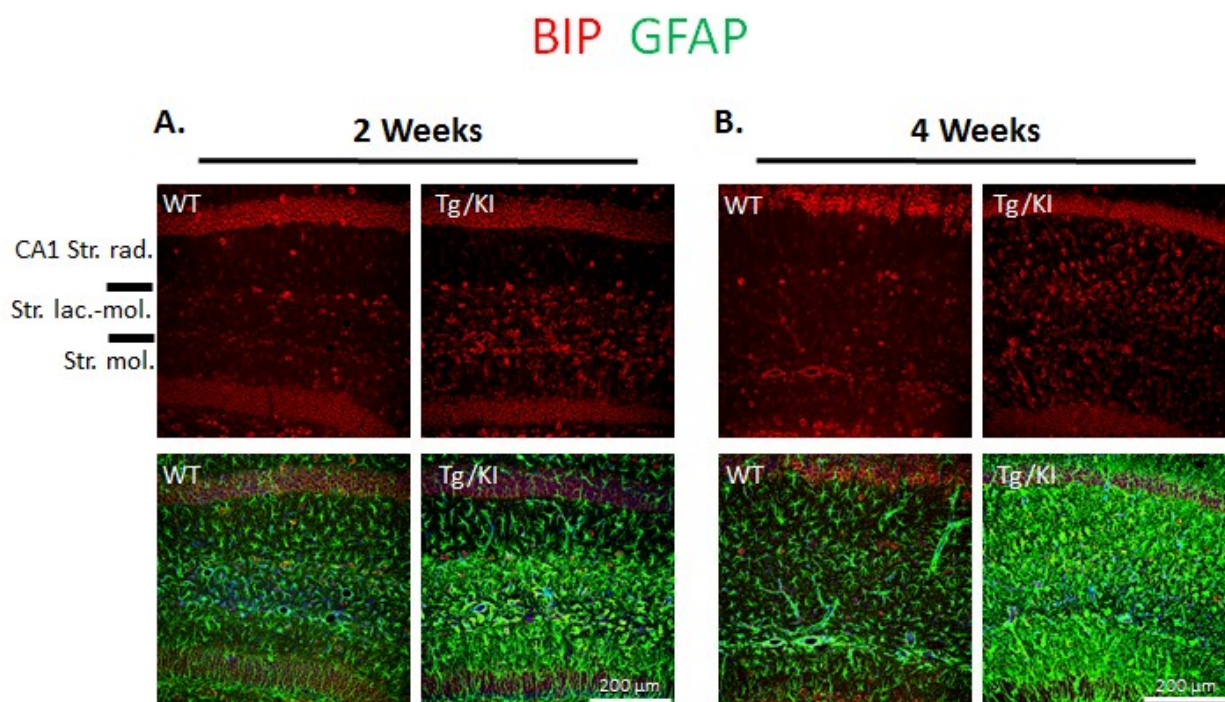 BIP GFAP
A.
2 Weeks
B.
4 Weeks
WT
Tg/KI
WT
Tg/KI
CA1 Str. rad.
Str. lac.-mol.
Str. mol.
WT
Tg/KI
WT
Tg/KI
200 µm
200 µm